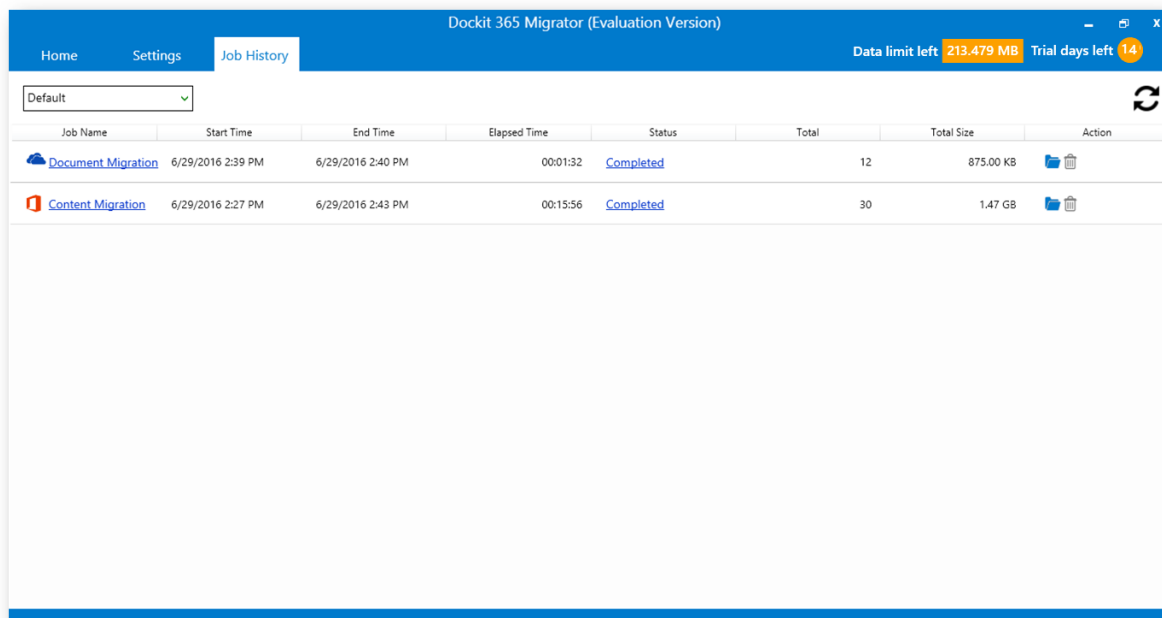 Dockit 365 Migrator (Evaluation Version)
Home Settings Job History Data limit left 213.479 MB Trial days left 14
Default
Job Name Start Time End Time Elapsed Time Status Total Total Size Action
Document Migration 6/29/2016 2:39 PM 6/29/2016 2:40 PM 00:01:32 Completed 12 875.00 KB
Content Migration 6/29/2016 2:27 PM 6/29/2016 2:43 PM 00:15:56 Completed 30 1.47 GB